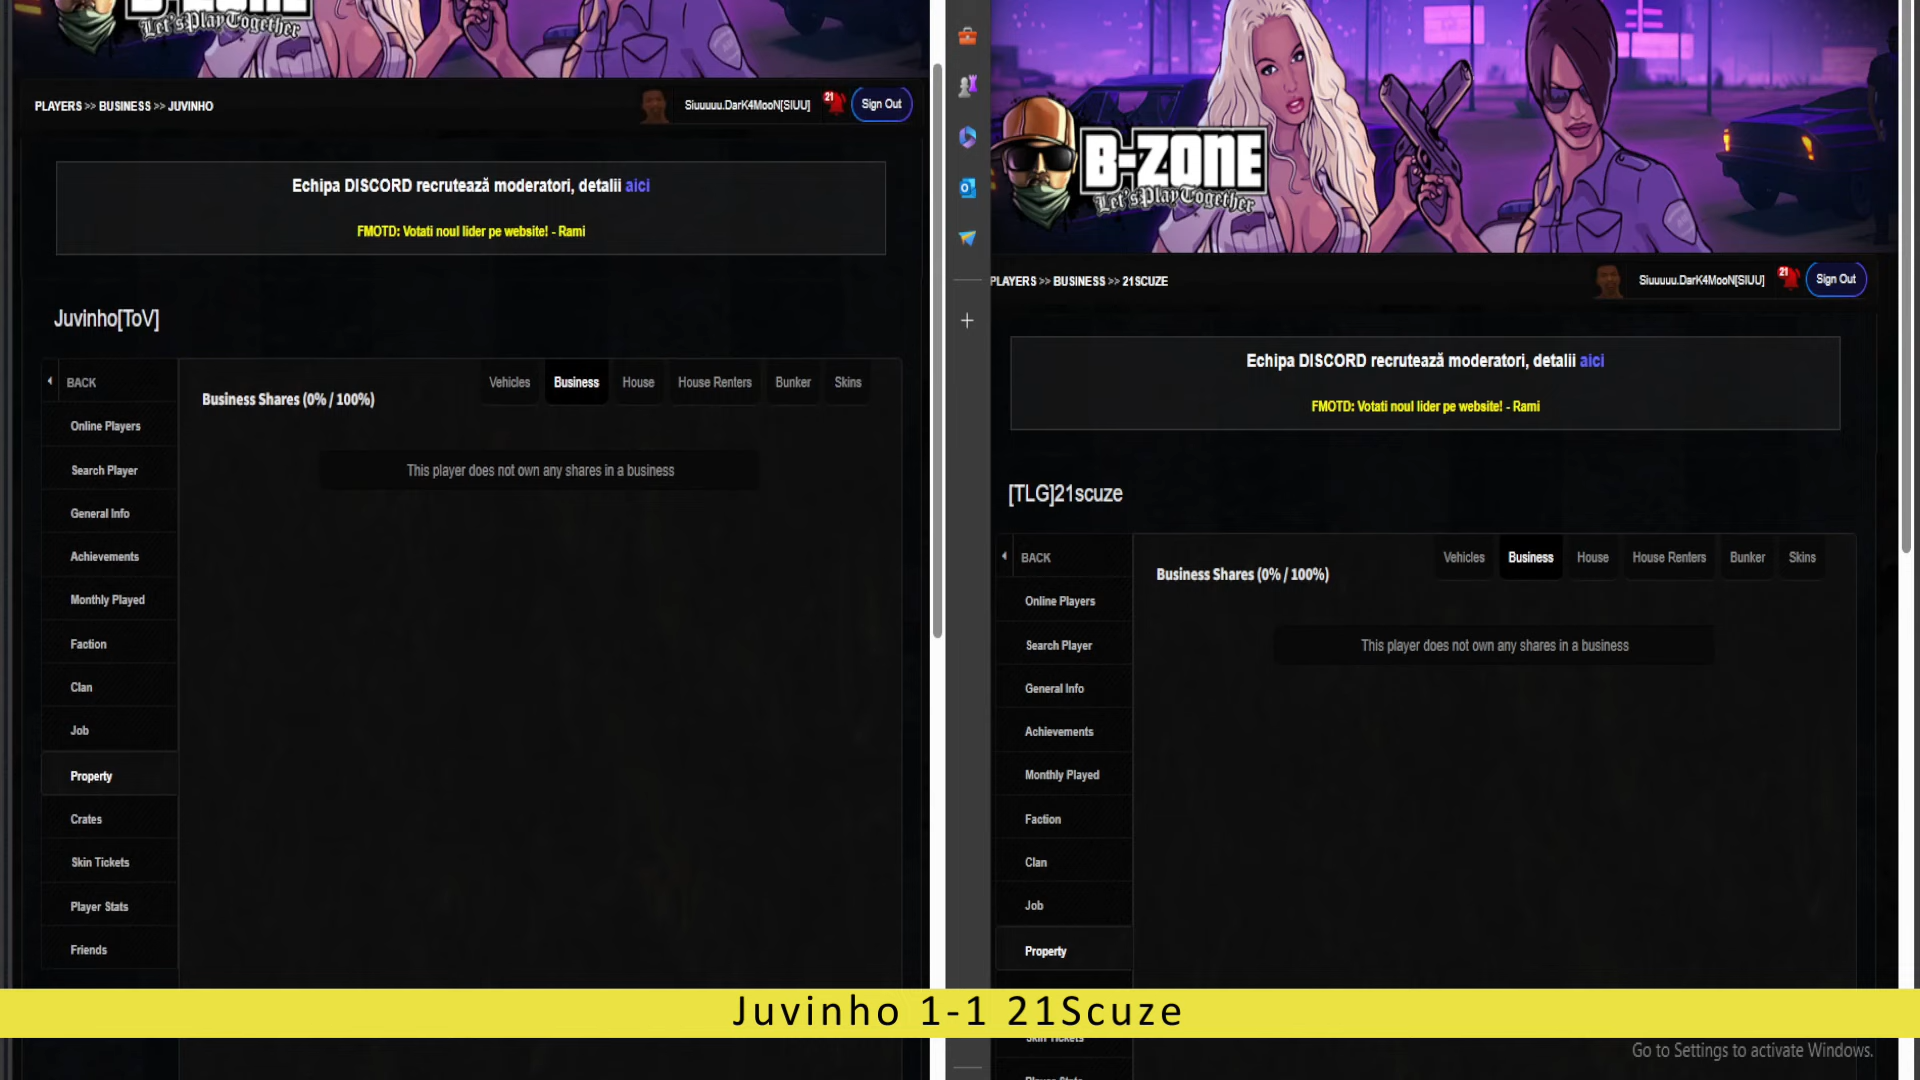 B-ZONE
Let'sPlayTogether
PLAYERS >> BUSINESS >> JUVINHO
Siuuuuu.DarK4MooN[SIUU]
21
Sign Out
Echipa DISCORD recrutează moderatori, detalii aici
FMOTD: Votati noul lider pe website! - Rami
Juvinho[ToV]
BACK
Online Players
Search Player
General Info
Achievements
Monthly Played
Faction
Clan
Job
Property
Crates
Skin Tickets
Player Stats
Friends
Business Shares (0% / 100%)
Vehicles
Business
House
House Renters
Bunker
Skins
This player does not own any shares in a business
B-ZONE
Let'sPlayTogether
PLAYERS >> BUSINESS >> 21SCUZE
Siuuuuu.DarK4MooN[SIUU]
21
Sign Out
Echipa DISCORD recrutează moderatori, detalii aici
FMOTD: Votati noul lider pe website! - Rami
[TLG]21scuze
BACK
Online Players
Search Player
General Info
Achievements
Monthly Played
Faction
Clan
Job
Property
Skin Tickets
Player Stats
Business Shares (0% / 100%)
Vehicles
Business
House
House Renters
Bunker
Skins
This player does not own any shares in a business
Juvinho 1-1 21Scuze
Go to Settings to activate Windows.